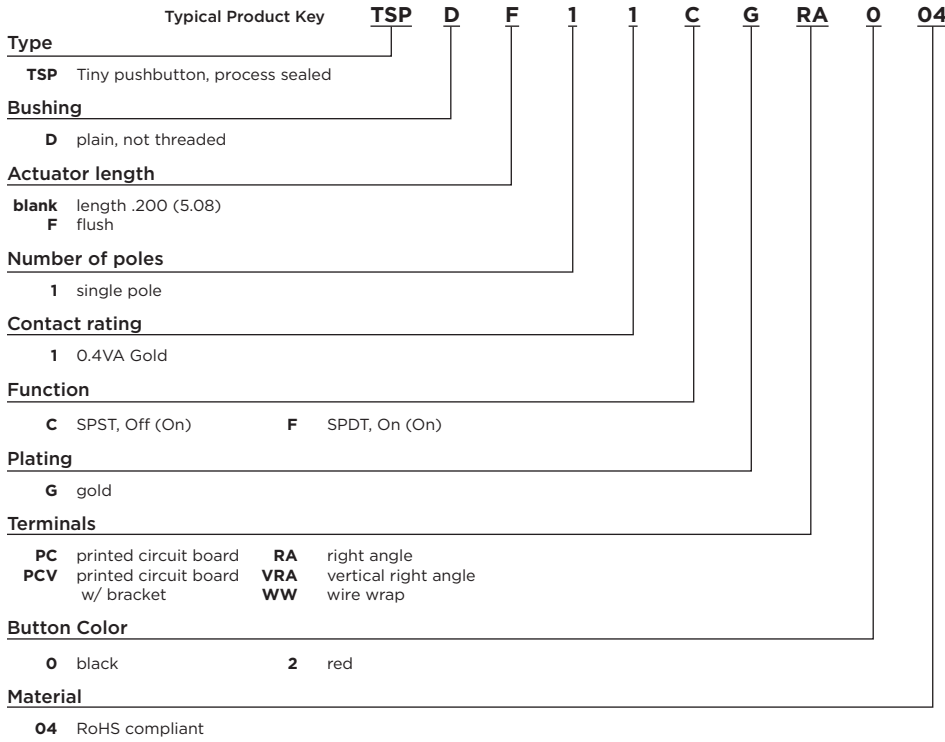 Typical Product Key TSP D F 1 1 C G RA 0 04
Type
TSP Tiny pushbutton, process sealed
Bushing
D plain, not threaded
Actuator length
blank length .200 (5.08)
F flush
Number of poles
1 single pole
Contact rating
1 0.4VA Gold
Function
C SPST, Off (On) F SPDT, On (On)
Plating
G gold
Terminals
PC printed circuit board RA right angle
PCV printed circuit board VRA vertical right angle
w/ bracket WW wire wrap
Button Color
0 black 2 red
Material
04 RoHS compliant